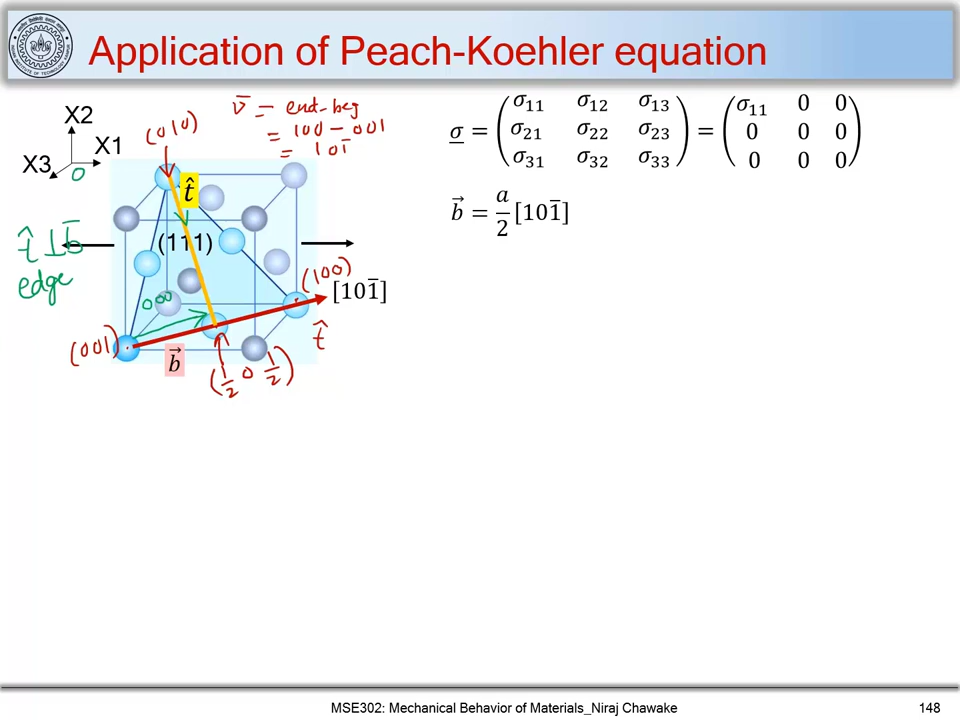 Application of Peach-Koehler equation
X2
X1
X3
O
(010)
v̄ = end-beg
= 100 - 001
= 101̄
t̂
(111)
t̂ ⊥ b̄
edge
000
(100)
[101̄]
(001)
t̂
b⃗
(1/2 0 1/2)
σ = (σ11 σ12 σ13
σ21 σ22 σ23
σ31 σ32 σ33) = (σ11 0 0
0 0 0
0 0 0)
b⃗ = a/2 [101̄]
MSE302: Mechanical Behavior of Materials_Niraj Chawake
148